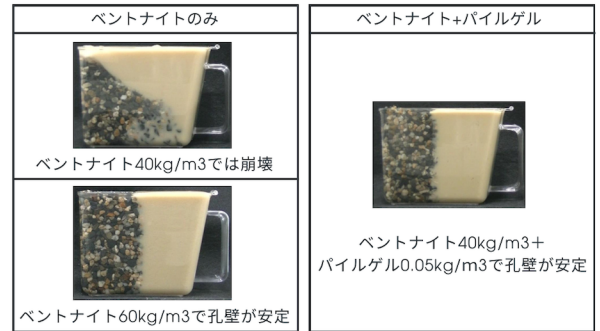 ベントナイトのみ
ベントナイト40kg/m3では崩壊
ベントナイト60kg/m3で孔壁が安定
ベントナイト+パイルゲル
ベントナイト40kg/m3＋
パイルゲル0.05kg/m3で孔壁が安定